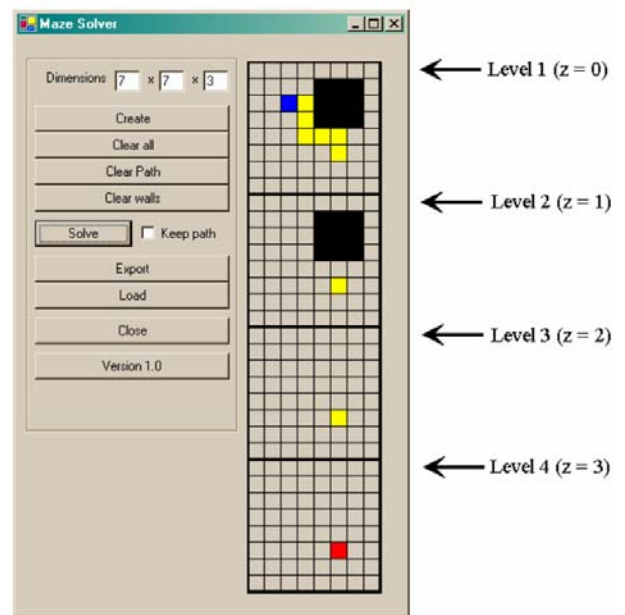 Maze Solver
Dimensions 7 x 7 x 3
Create
Clear all
Clear Path
Clear walls
Solve Keep path
Export
Load
Close
Version 1.0
Level 1 (z = 0)
Level 2 (z = 1)
Level 3 (z = 2)
Level 4 (z = 3)